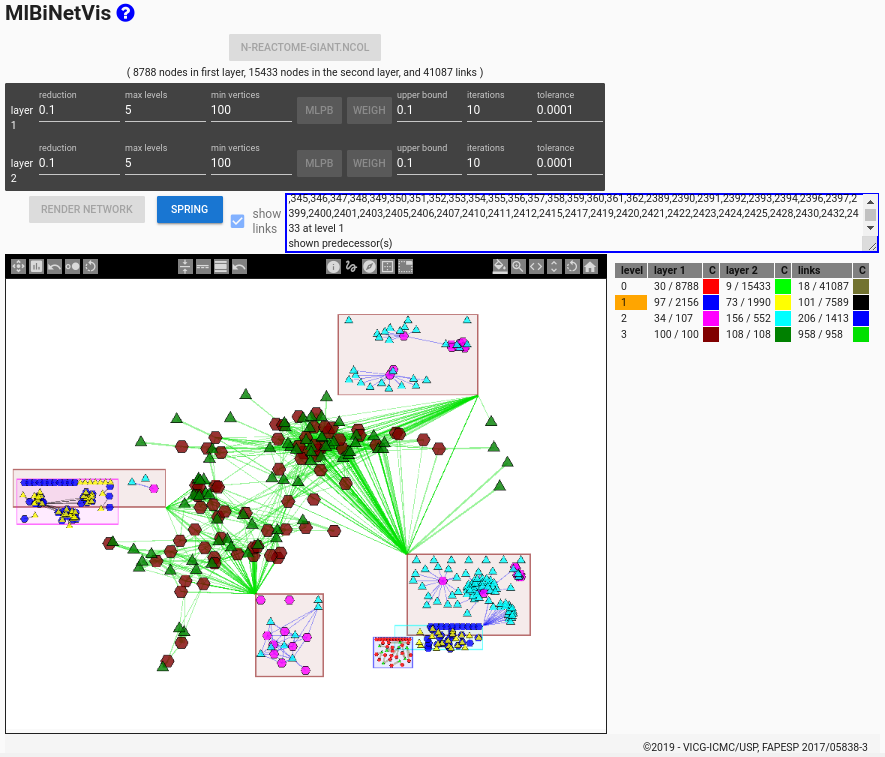 MIBiNetVis ?
N-REACTOME-GIANT.NCOL
( 8788 nodes in first layer, 15433 nodes in the second layer, and 41087 links )
reduction max levels min vertices upper bound iterations tolerance
layer 1 0.1 5 100 MLPB WEIGH 0.1 10 0.0001
reduction max levels min vertices upper bound iterations tolerance
layer 2 0.1 5 100 MLPB WEIGH 0.1 10 0.0001
RENDER NETWORK SPRING show links
,345,346,347,348,349,350,351,352,353,354,355,356,357,358,359,360,361,362,2389,2390,2391,2392,2393,2394,2396,2397,2
399,2400,2401,2403,2405,2406,2407,2410,2411,2412,2415,2417,2419,2420,2421,2422,2423,2424,2425,2428,2430,2432,24
33 at level 1
shown predecessor(s)
level layer 1 C layer 2 C links C
0 30 / 8788 9 / 15433 18 / 41087
1 97 / 2156 73 / 1990 101 / 7589
2 34 / 107 156 / 552 206 / 1413
3 100 / 100 108 / 108 958 / 958
©2019 - VICG-ICMC/USP, FAPESP 2017/05838-3